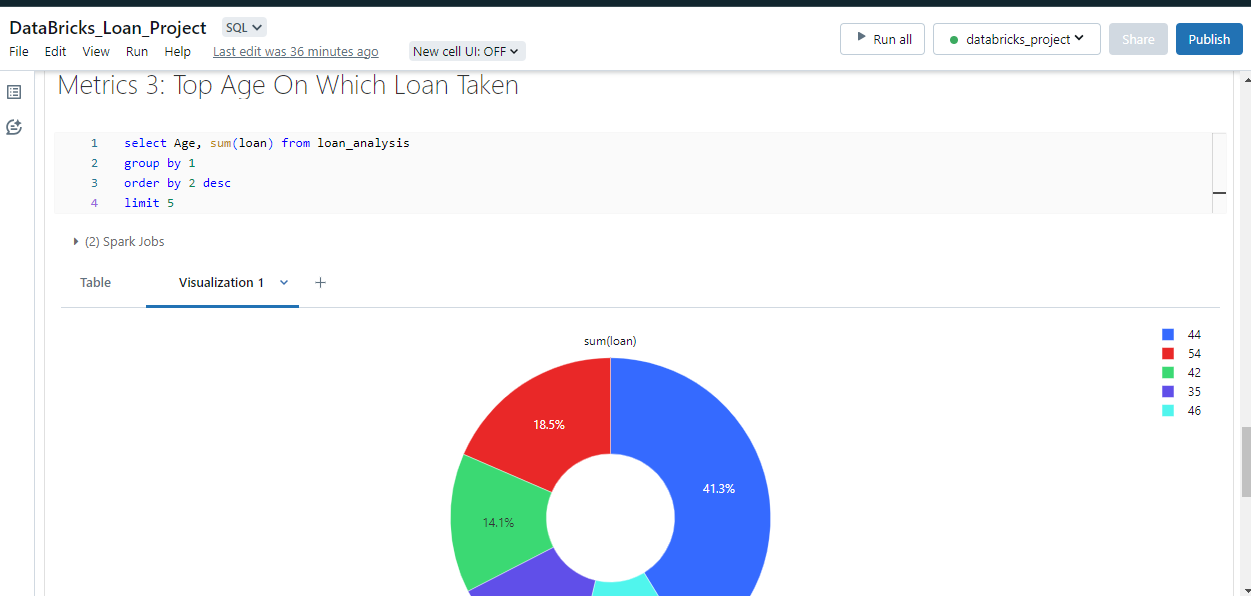 DataBricks_Loan_Project SQL
File Edit View Run Help Last edit was 36 minutes ago New cell UI: OFF
Run all databricks_project Share Publish
Metrics 3: Top Age On Which Loan Taken
1 select Age, sum(loan) from loan_analysis
2 group by 1
3 order by 2 desc
4 limit 5
(2) Spark Jobs
Table Visualization 1 +
sum(loan)
44
54
42
35
46
18.5%
41.3%
14.1%